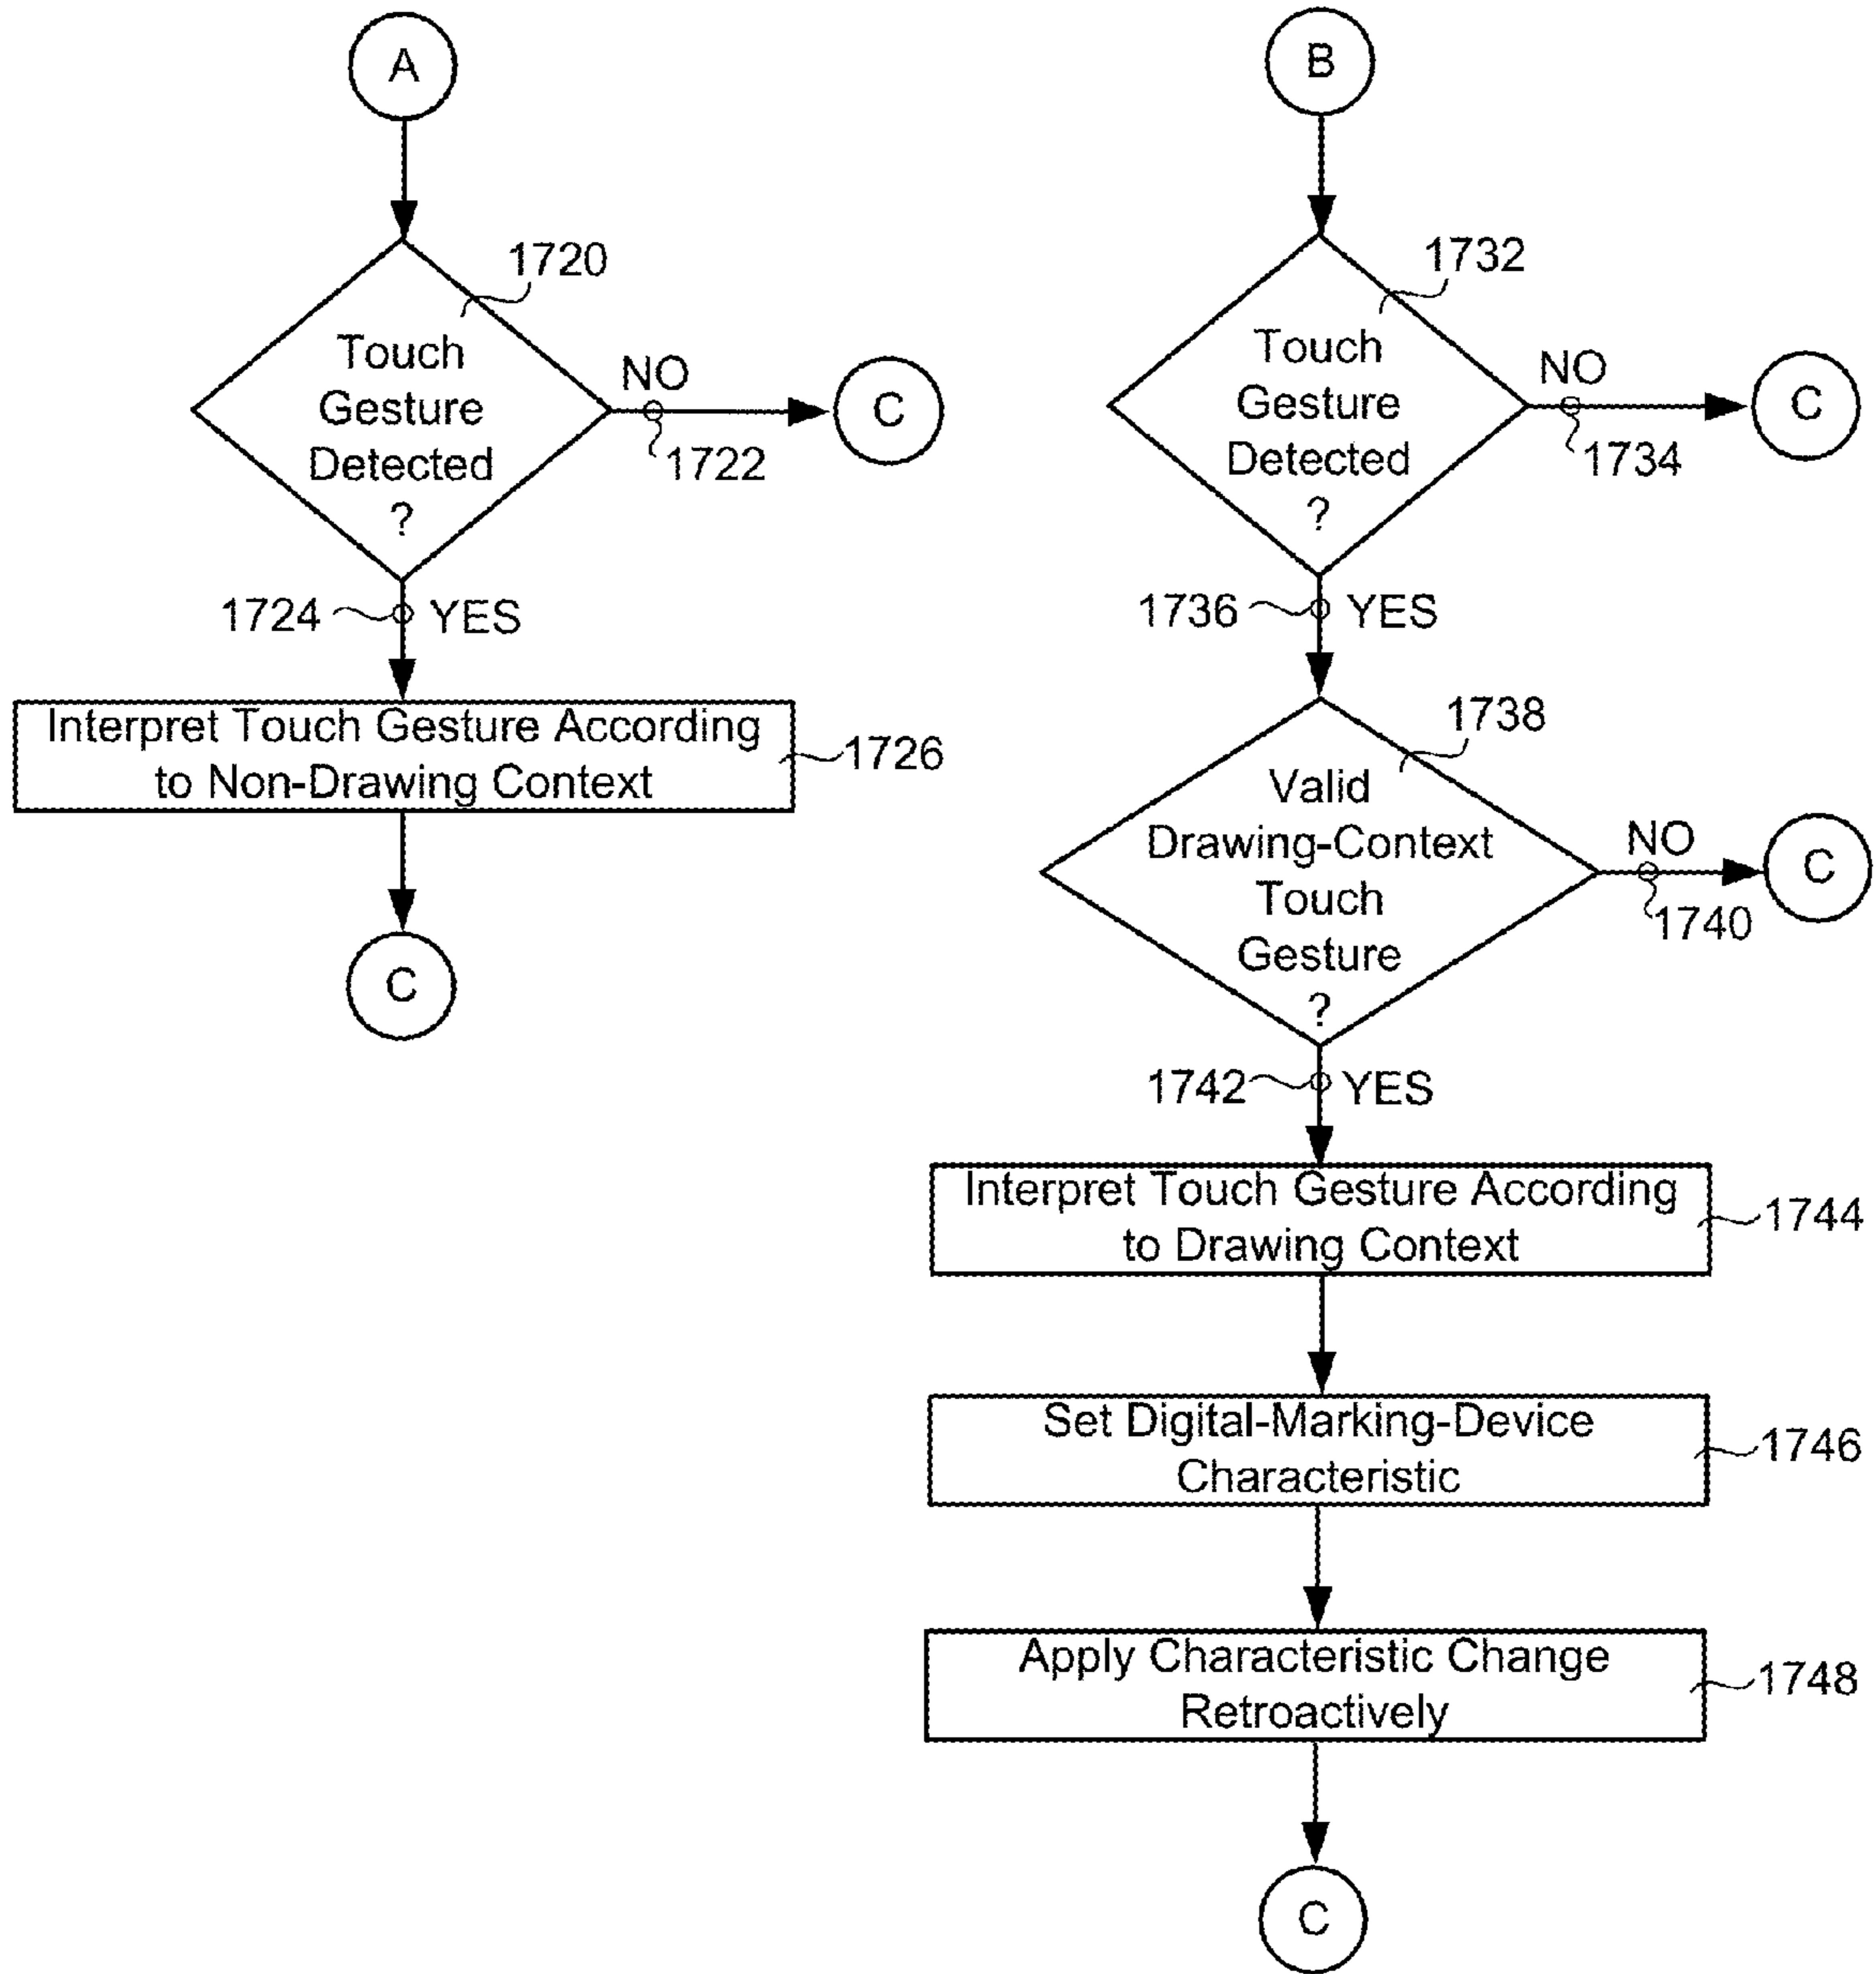 A
1720
Touch
Gesture
Detected
?
NO
1722
C
1724
YES
Interpret Touch Gesture According
to Non-Drawing Context
1726
C
B
1732
Touch
Gesture
Detected
?
NO
1734
C
1736
YES
1738
Valid
Drawing-Context
Touch
Gesture
?
NO
1740
C
1742
YES
Interpret Touch Gesture According
to Drawing Context
1744
Set Digital-Marking-Device
Characteristic
1746
Apply Characteristic Change
Retroactively
1748
C